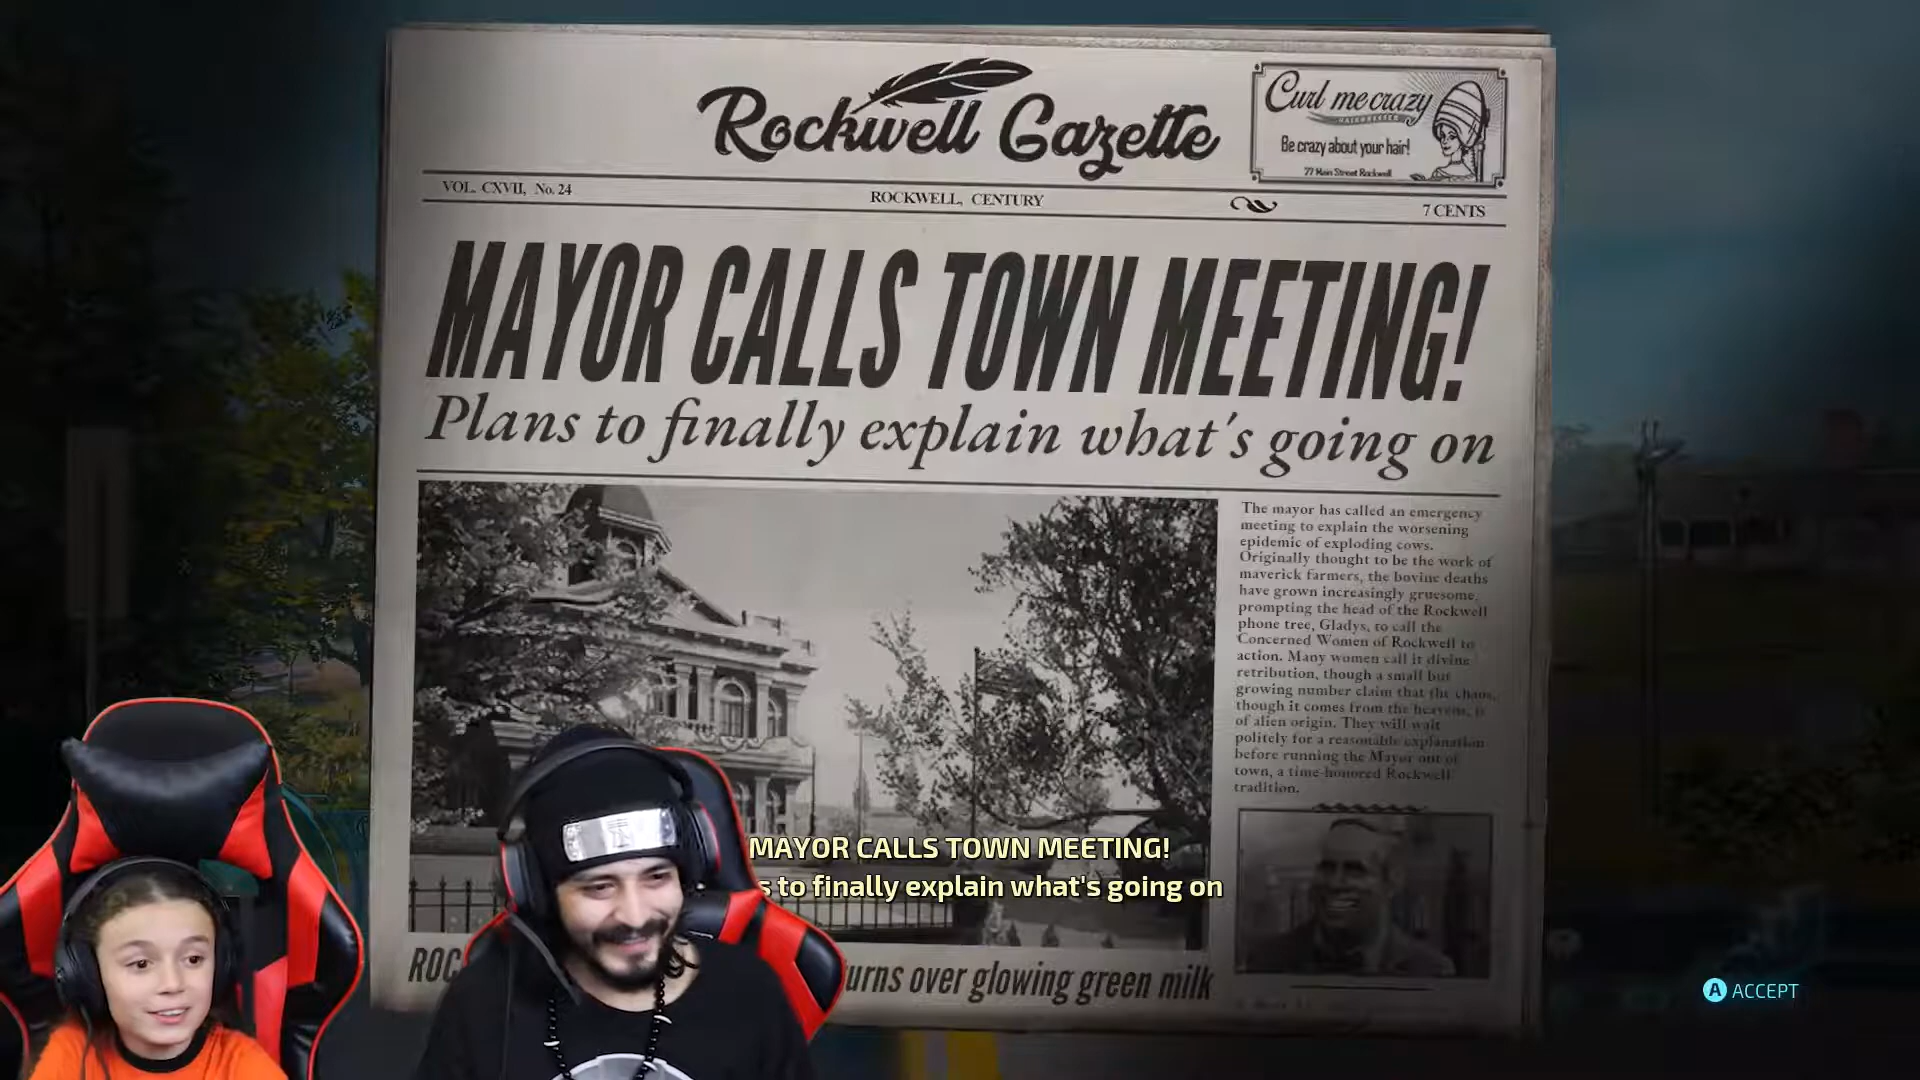 Rockwell Gazette
Curl me crazy
HAIRDRESSER
Be crazy about your hair!
77 Main Street Rockwell
VOL. CXVII, No. 24
ROCKWELL, CENTURY
7 CENTS
MAYOR CALLS TOWN MEETING!
Plans to finally explain what's going on
The mayor has called an emergency
meeting to explain the worsening
epidemic of exploding cows.
Originally thought to be the work of
maverick farmers, the bovine deaths
have grown increasingly gruesome,
prompting the head of the Rockwell
phone tree, Gladys, to call the
Concerned Women of Rockwell to
action. Many women call it divine
retribution, though a small but
growing number claim that the chaos,
though it comes from the heavens, is
of alien origin. They will wait
politely for a reasonable explanation
before running the Mayor out of
town, a time-honored Rockwell
tradition.
MAYOR CALLS TOWN MEETING!
s to finally explain what's going on
ROC urns over glowing green milk
A ACCEPT